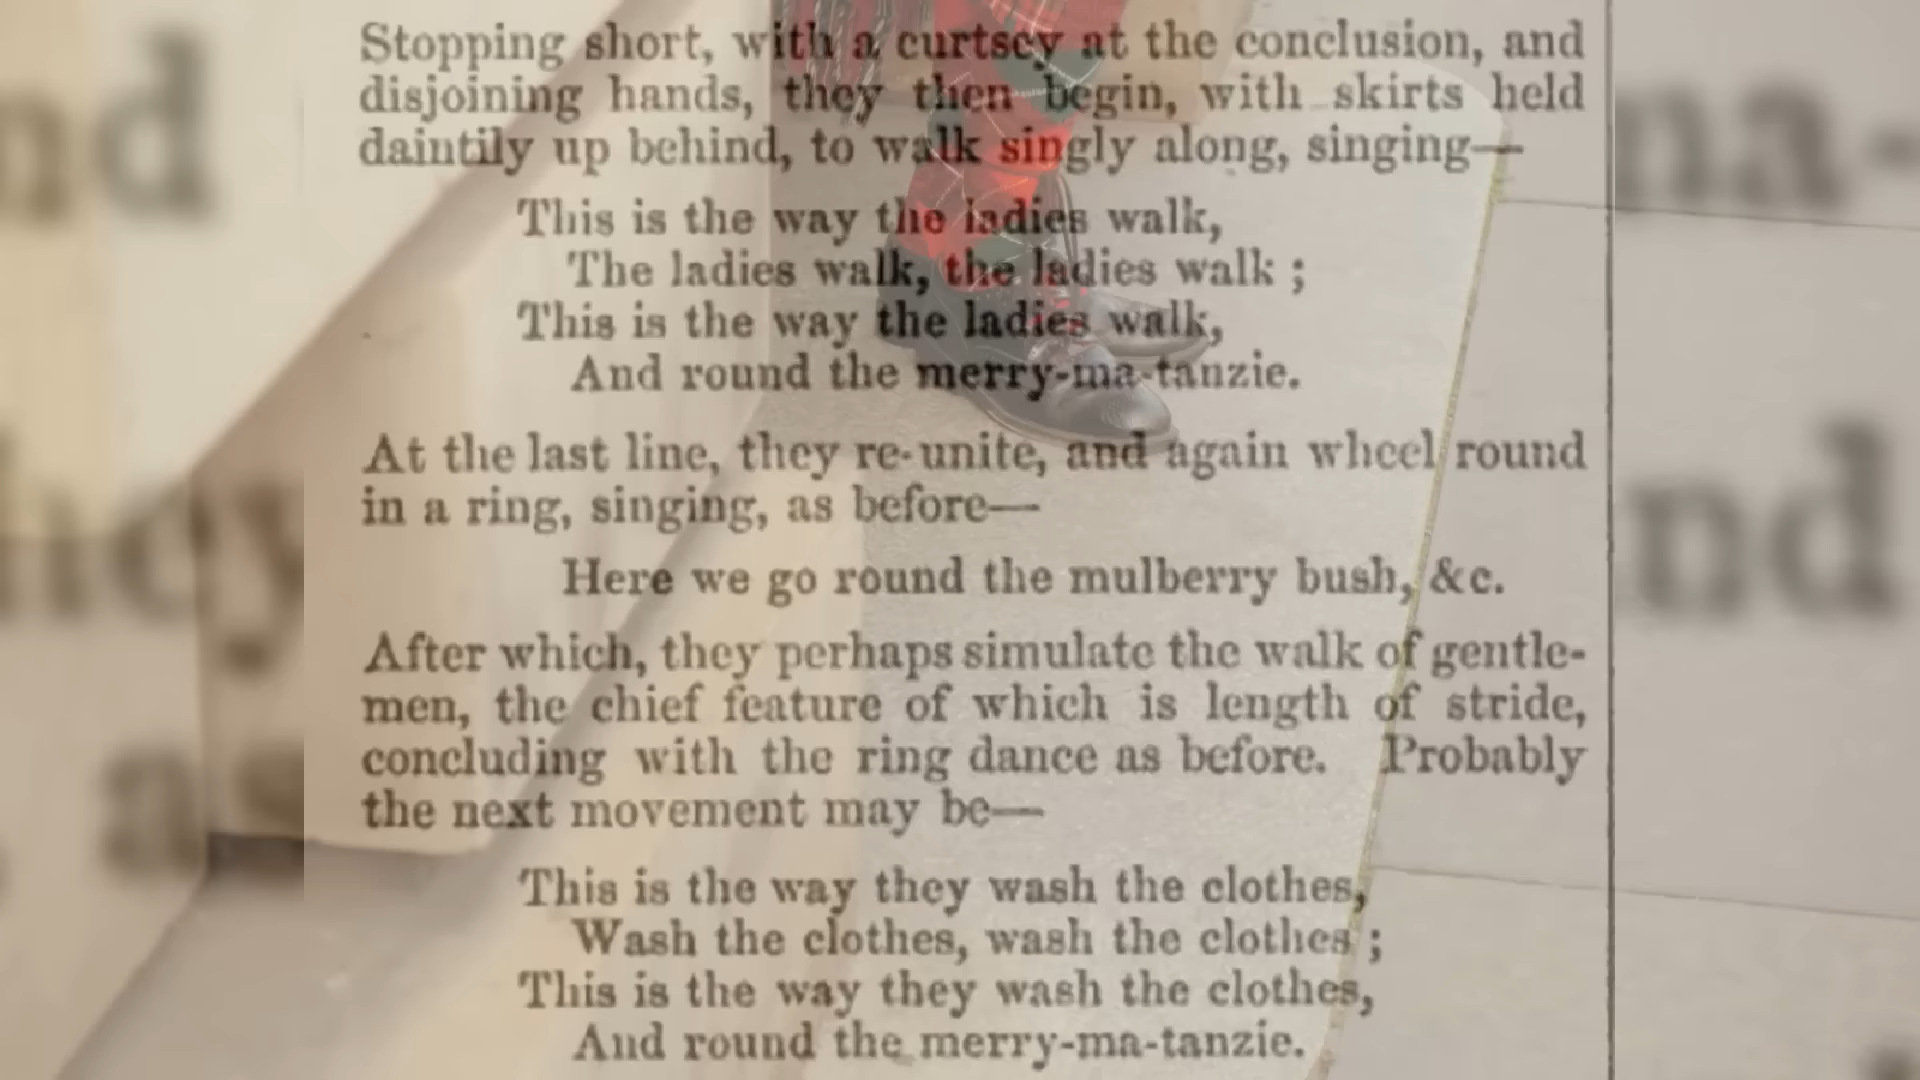 Stopping short, with a curtsey at the conclusion, and
disjoining hands, they then begin, with skirts held
daintily up behind, to walk singly along, singing—
This is the way the ladies walk,
The ladies walk, the ladies walk ;
This is the way the ladies walk,
And round the merry-ma-tanzie.
At the last line, they re-unite, and again wheel round
in a ring, singing, as before—
Here we go round the mulberry bush, &c.
After which, they perhaps simulate the walk of gentle-
men, the chief feature of which is length of stride,
concluding with the ring dance as before. Probably
the next movement may be—
This is the way they wash the clothes,
Wash the clothes, wash the clothes ;
This is the way they wash the clothes,
And round the merry-ma-tanzie.